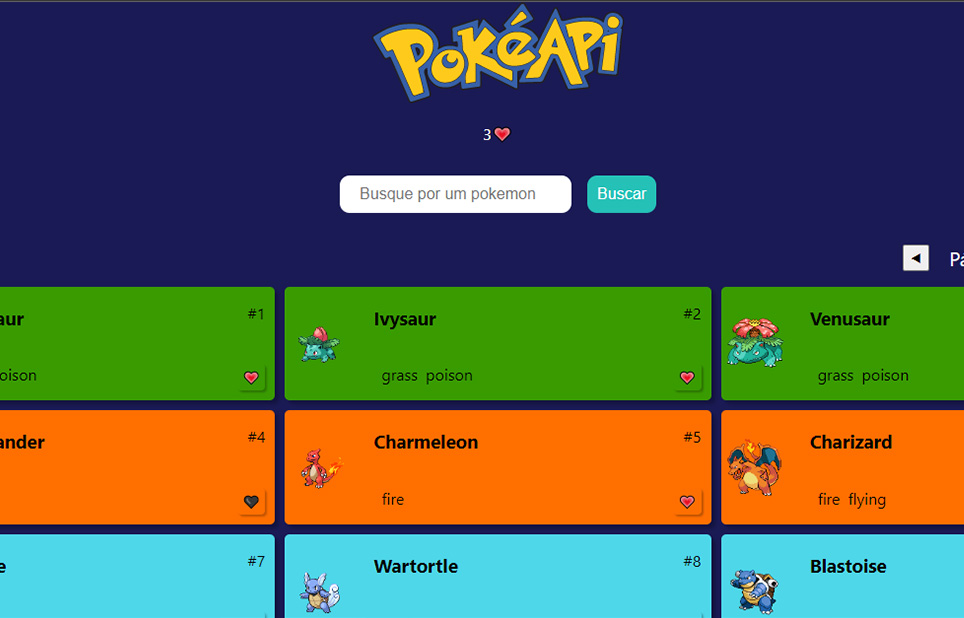 PokéApi
3
Busque por um pokemon Buscar
aur #1
oison
Ivysaur #2
grass poison
Venusaur
grass poison
ander #4
Charmeleon #5
fire
Charizard
fire flying
e #7
Wartortle #8
Blastoise